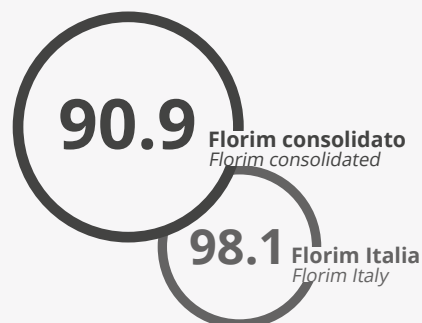 90.9
Florim consolidato
Florim consolidated
98.1
Florim Italia
Florim Italy